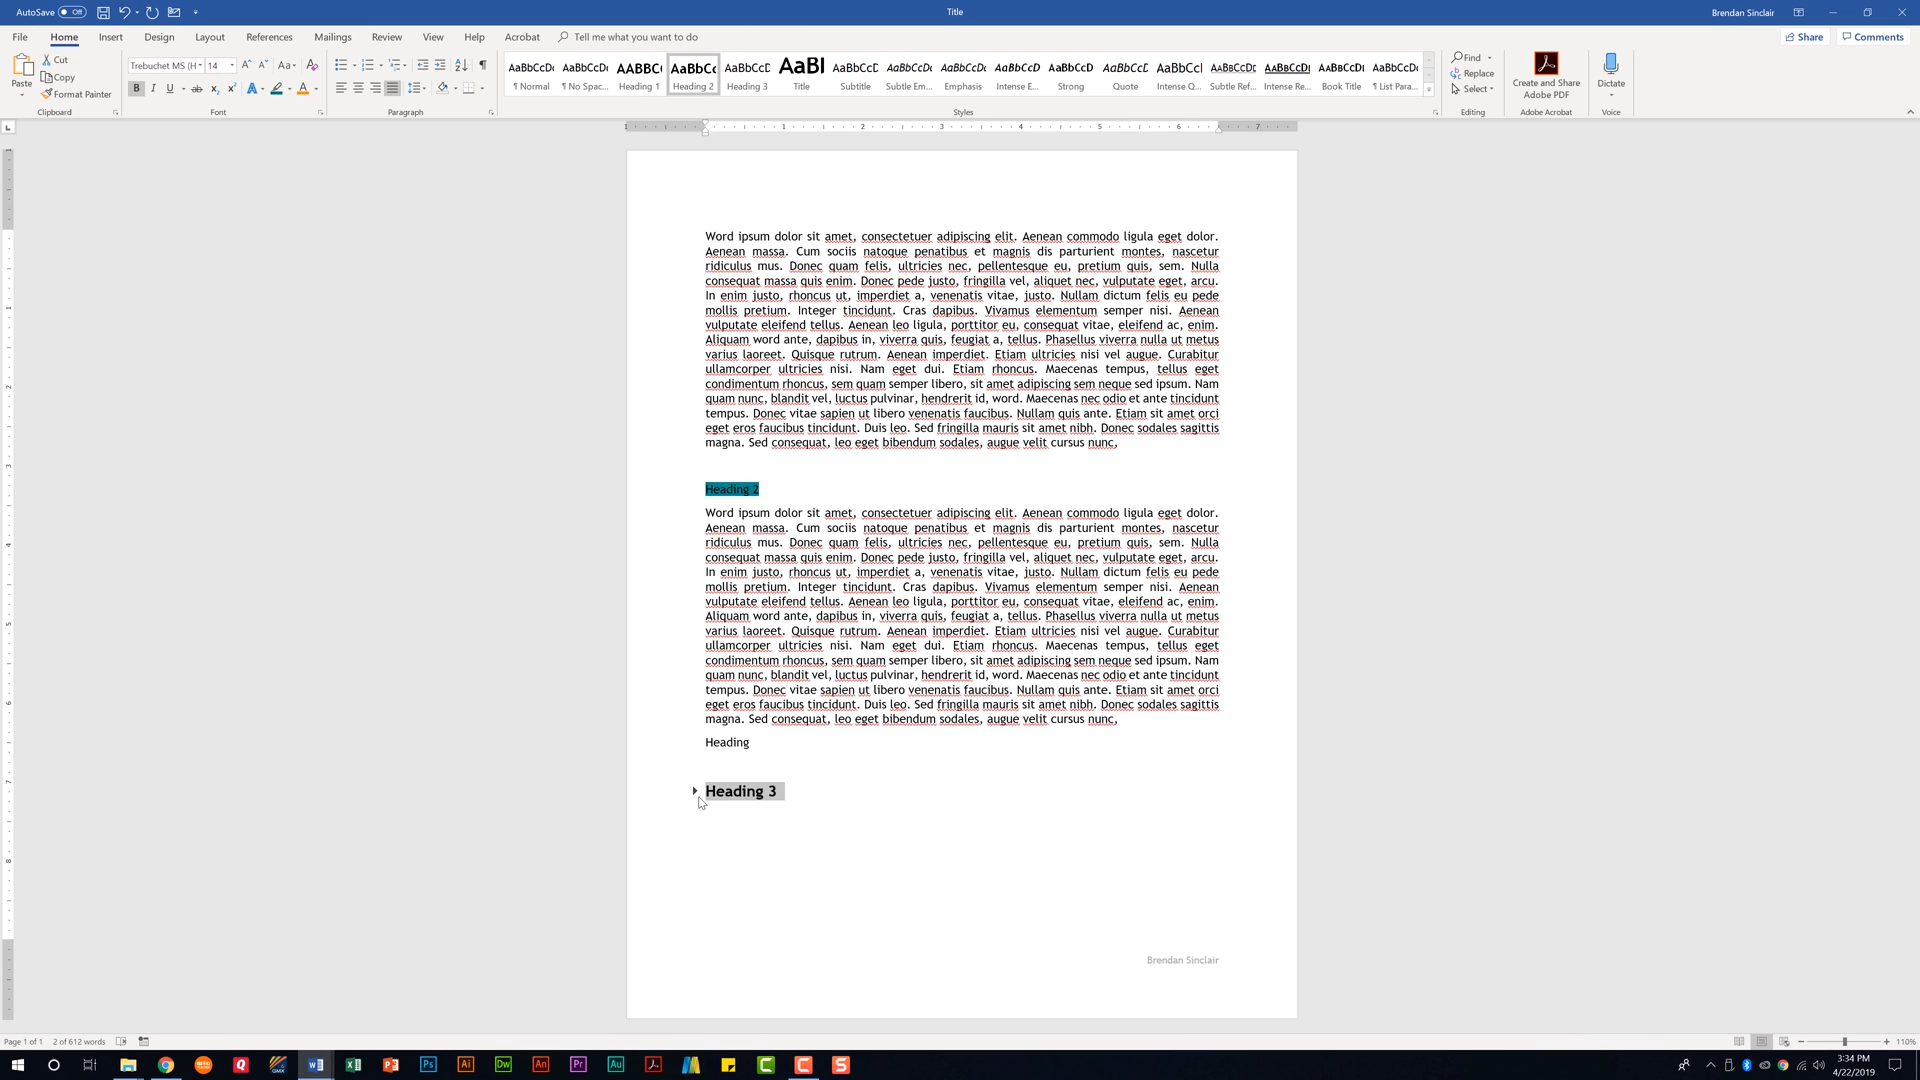 AutoSave Off
Title
Brendan Sinclair
File Home Insert Design Layout References Mailings Review View Help Acrobat Tell me what you want to do
Share Comments
Paste
Cut
Copy
Format Painter
Clipboard
Trebuchet MS (H 14
Font
Paragraph
AaBbCcDc AaBbCcDc AABBC( AaBbCc AaBbCcD AaBl AaBbCcD AaBbCcDc AaBbCcDc AaBbCcD AaBbCcD AaBbCcD AaBbCcl AABBCCDD AABBCCDI AABBCCDI AaBbCcDc
¶ Normal ¶ No Spac... Heading 1 Heading 2 Heading 3 Title Subtitle Subtle Em... Emphasis Intense E... Strong Quote Intense Q... Subtle Ref... Intense Re... Book Title ¶ List Para...
Styles
Find
Replace
Select
Editing
Create and Share
Adobe PDF
Adobe Acrobat
Dictate
Voice
1 1 2 3 4 5 6 7
Word ipsum dolor sit amet, consectetuer adipiscing elit. Aenean commodo ligula eget dolor.
Aenean massa. Cum sociis natoque penatibus et magnis dis parturient montes, nascetur
ridiculus mus. Donec quam felis, ultricies nec, pellentesque eu, pretium quis, sem. Nulla
consequat massa quis enim. Donec pede justo, fringilla vel, aliquet nec, vulputate eget, arcu.
In enim justo, rhoncus ut, imperdiet a, venenatis vitae, justo. Nullam dictum felis eu pede
mollis pretium. Integer tincidunt. Cras dapibus. Vivamus elementum semper nisi. Aenean
vulputate eleifend tellus. Aenean leo ligula, porttitor eu, consequat vitae, eleifend ac, enim.
Aliquam word ante, dapibus in, viverra quis, feugiat a, tellus. Phasellus viverra nulla ut metus
varius laoreet. Quisque rutrum. Aenean imperdiet. Etiam ultricies nisi vel augue. Curabitur
ullamcorper ultricies nisi. Nam eget dui. Etiam rhoncus. Maecenas tempus, tellus eget
condimentum rhoncus, sem quam semper libero, sit amet adipiscing sem neque sed ipsum. Nam
quam nunc, blandit vel, luctus pulvinar, hendrerit id, word. Maecenas nec odio et ante tincidunt
tempus. Donec vitae sapien ut libero venenatis faucibus. Nullam quis ante. Etiam sit amet orci
eget eros faucibus tincidunt. Duis leo. Sed fringilla mauris sit amet nibh. Donec sodales sagittis
magna. Sed consequat, leo eget bibendum sodales, augue velit cursus nunc,
Heading 2
Word ipsum dolor sit amet, consectetuer adipiscing elit. Aenean commodo ligula eget dolor.
Aenean massa. Cum sociis natoque penatibus et magnis dis parturient montes, nascetur
ridiculus mus. Donec quam felis, ultricies nec, pellentesque eu, pretium quis, sem. Nulla
consequat massa quis enim. Donec pede justo, fringilla vel, aliquet nec, vulputate eget, arcu.
In enim justo, rhoncus ut, imperdiet a, venenatis vitae, justo. Nullam dictum felis eu pede
mollis pretium. Integer tincidunt. Cras dapibus. Vivamus elementum semper nisi. Aenean
vulputate eleifend tellus. Aenean leo ligula, porttitor eu, consequat vitae, eleifend ac, enim.
Aliquam word ante, dapibus in, viverra quis, feugiat a, tellus. Phasellus viverra nulla ut metus
varius laoreet. Quisque rutrum. Aenean imperdiet. Etiam ultricies nisi vel augue. Curabitur
ullamcorper ultricies nisi. Nam eget dui. Etiam rhoncus. Maecenas tempus, tellus eget
condimentum rhoncus, sem quam semper libero, sit amet adipiscing sem neque sed ipsum. Nam
quam nunc, blandit vel, luctus pulvinar, hendrerit id, word. Maecenas nec odio et ante tincidunt
tempus. Donec vitae sapien ut libero venenatis faucibus. Nullam quis ante. Etiam sit amet orci
eget eros faucibus tincidunt. Duis leo. Sed fringilla mauris sit amet nibh. Donec sodales sagittis
magna. Sed consequat, leo eget bibendum sodales, augue velit cursus nunc,
Heading
Heading 3
Brendan Sinclair
Page 1 of 1 2 of 612 words
110%
3:34 PM
4/22/2019